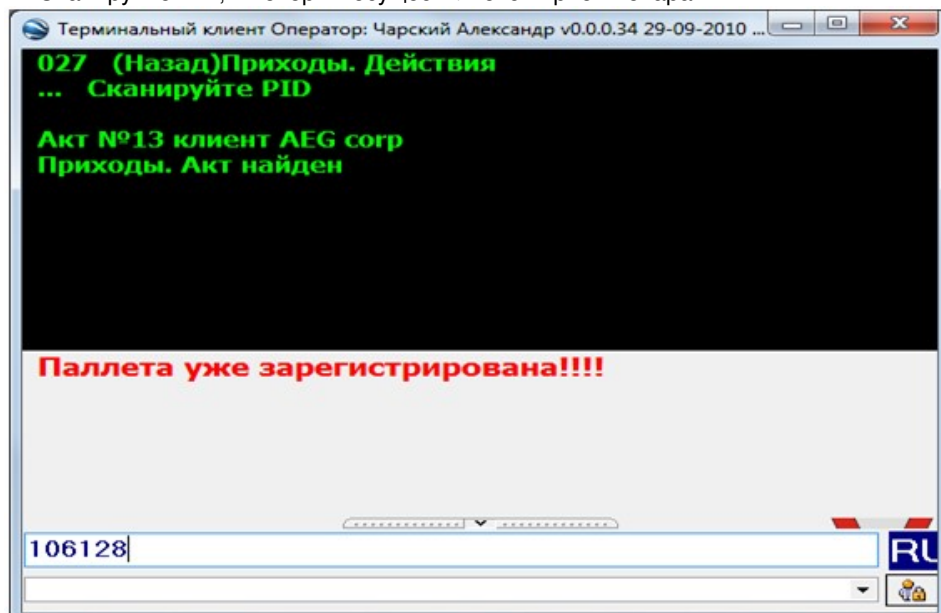 Терминальный клиент Оператор: Чарский Александр v0.0.0.34 29-09-2010 ...
027 (Назад)Приходы. Действия
... Сканируйте PID
Акт №13 клиент AEG corp
Приходы. Акт найден
Паллета уже зарегистрирована!!!!
106128
RU